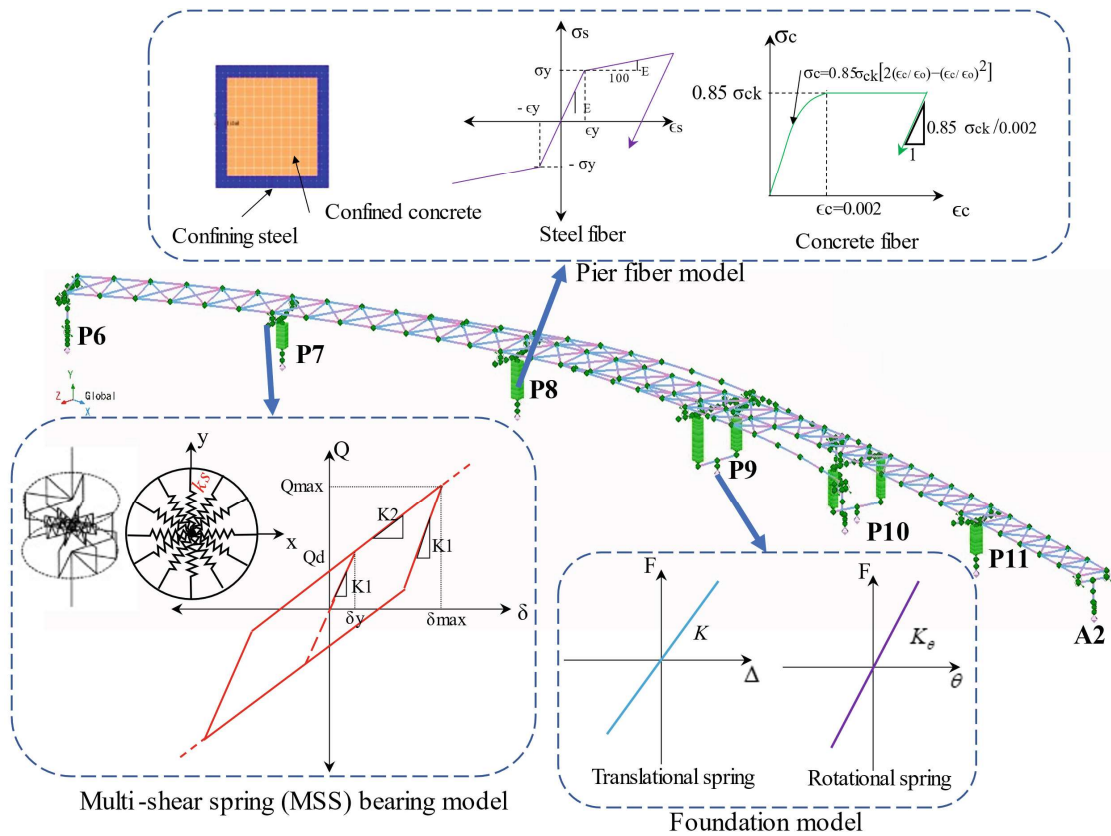 σs
σy
E
100
- ϵy
E
ϵy
ϵs
- σy
Steel fiber
Confined concrete
Confining steel
σc
σc=0.85σck[2(ϵc/ϵo)-(ϵc/ϵo)²]
0.85 σck
0.85 σck/0.002
1
ϵc=0.002
ϵc
Concrete fiber
Pier fiber model
P6
P7
P8
P9
P10
P11
A2
Y
Z
X
Global
y
ks
x
Q
Qmax
K2
K1
Qd
K1
δy
δmax
δ
Multi-shear spring (MSS) bearing model
F
K
Δ
Translational spring
F
Kθ
θ
Rotational spring
Foundation model